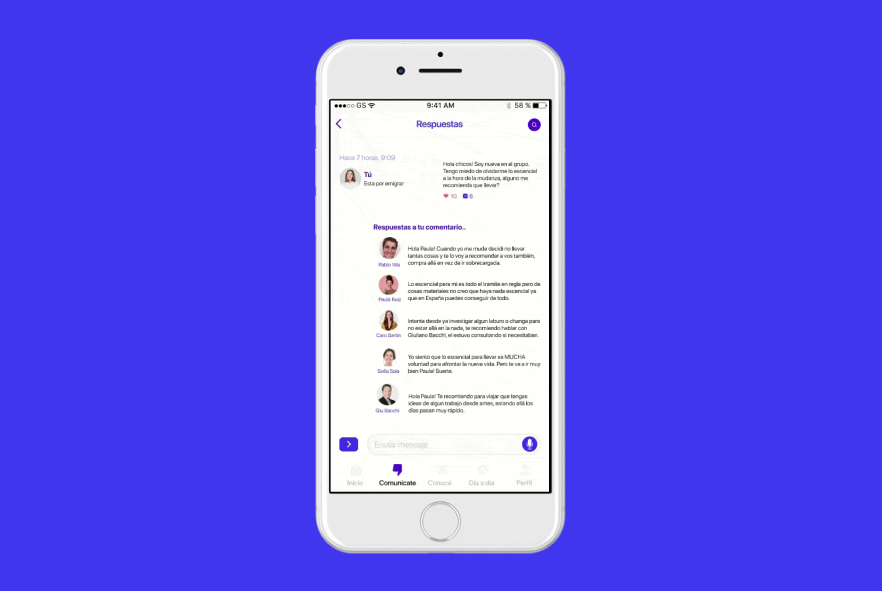 GS
9:41 AM
58 %
Respuestas
Hace 7 horas, 9:09
Tú
Esta por emigrar
Hola chicos! Soy nueva en el grupo.
Tengo miedo de olvidarme lo escencial
a la hora de la mudanza, alguno me
recomienda que llevar?
10 6
Respuestas a tu comentario..
Pablo Vila
Hola Paula! Cuando yo me mude decidi no llevar
tantas cosas y te lo voy a recomendar a vos también,
compra allá en vez de ir sobrecargada.
Paula Ruiz
Lo escencial para mi es todo el tramite en regla pero de
cosas materiales no creo que haya nada escencial ya
que en España puedes conseguir de todo.
Caro Bertin
Intenta desde ya investigar algun laburo o change para
no estar allá en la nada, te recomiendo hablar con
Giuliano Bacchi, el estuvo consultando si necesitaban.
Sofia Sola
Yo siento que lo escencial para llevar es MUCHA
voluntad para afrontar la nueva vida. Pero te va a ir muy
bien Paula! Suerte.
Giu Bacchi
Hola Paula! Te recomiendo para viajar que tengas
ideas de algun trabajo desde antes, estando allá los
días pasan muy rápido.
Enviar mensaje
Inicio Comunicate Conocé Día a día Perfil